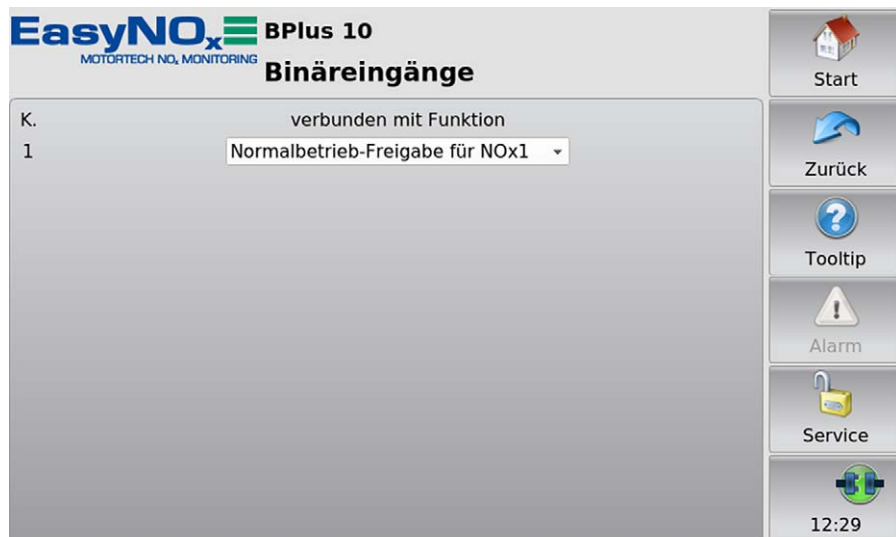 EasyNOx
MOTORTECH NOx MONITORING
BPlus 10
Binäreingänge
K.
verbunden mit Funktion
1
Normalbetrieb-Freigabe für NOx1
Start
Zurück
Tooltip
Alarm
Service
12:29